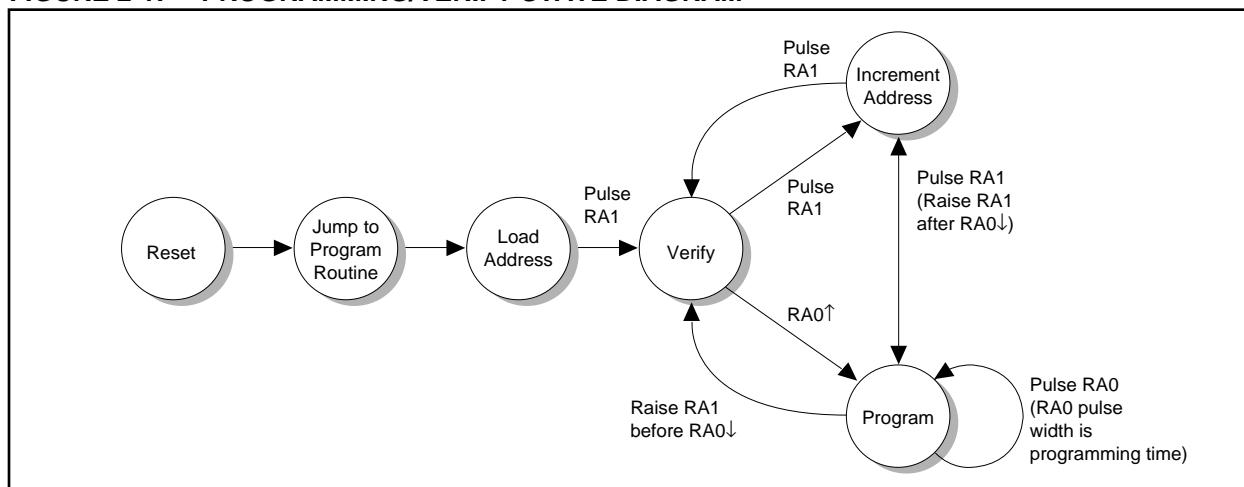 Pulse
RA1
Increment
Address
Pulse
RA1
Pulse RA1
(Raise RA1
after RA0↓)
Pulse
RA1
Reset
Jump to
Program
Routine
Load
Address
Verify
RA0↑
Raise RA1
before RA0↓
Program
Pulse RA0
(RA0 pulse
width is
programming time)